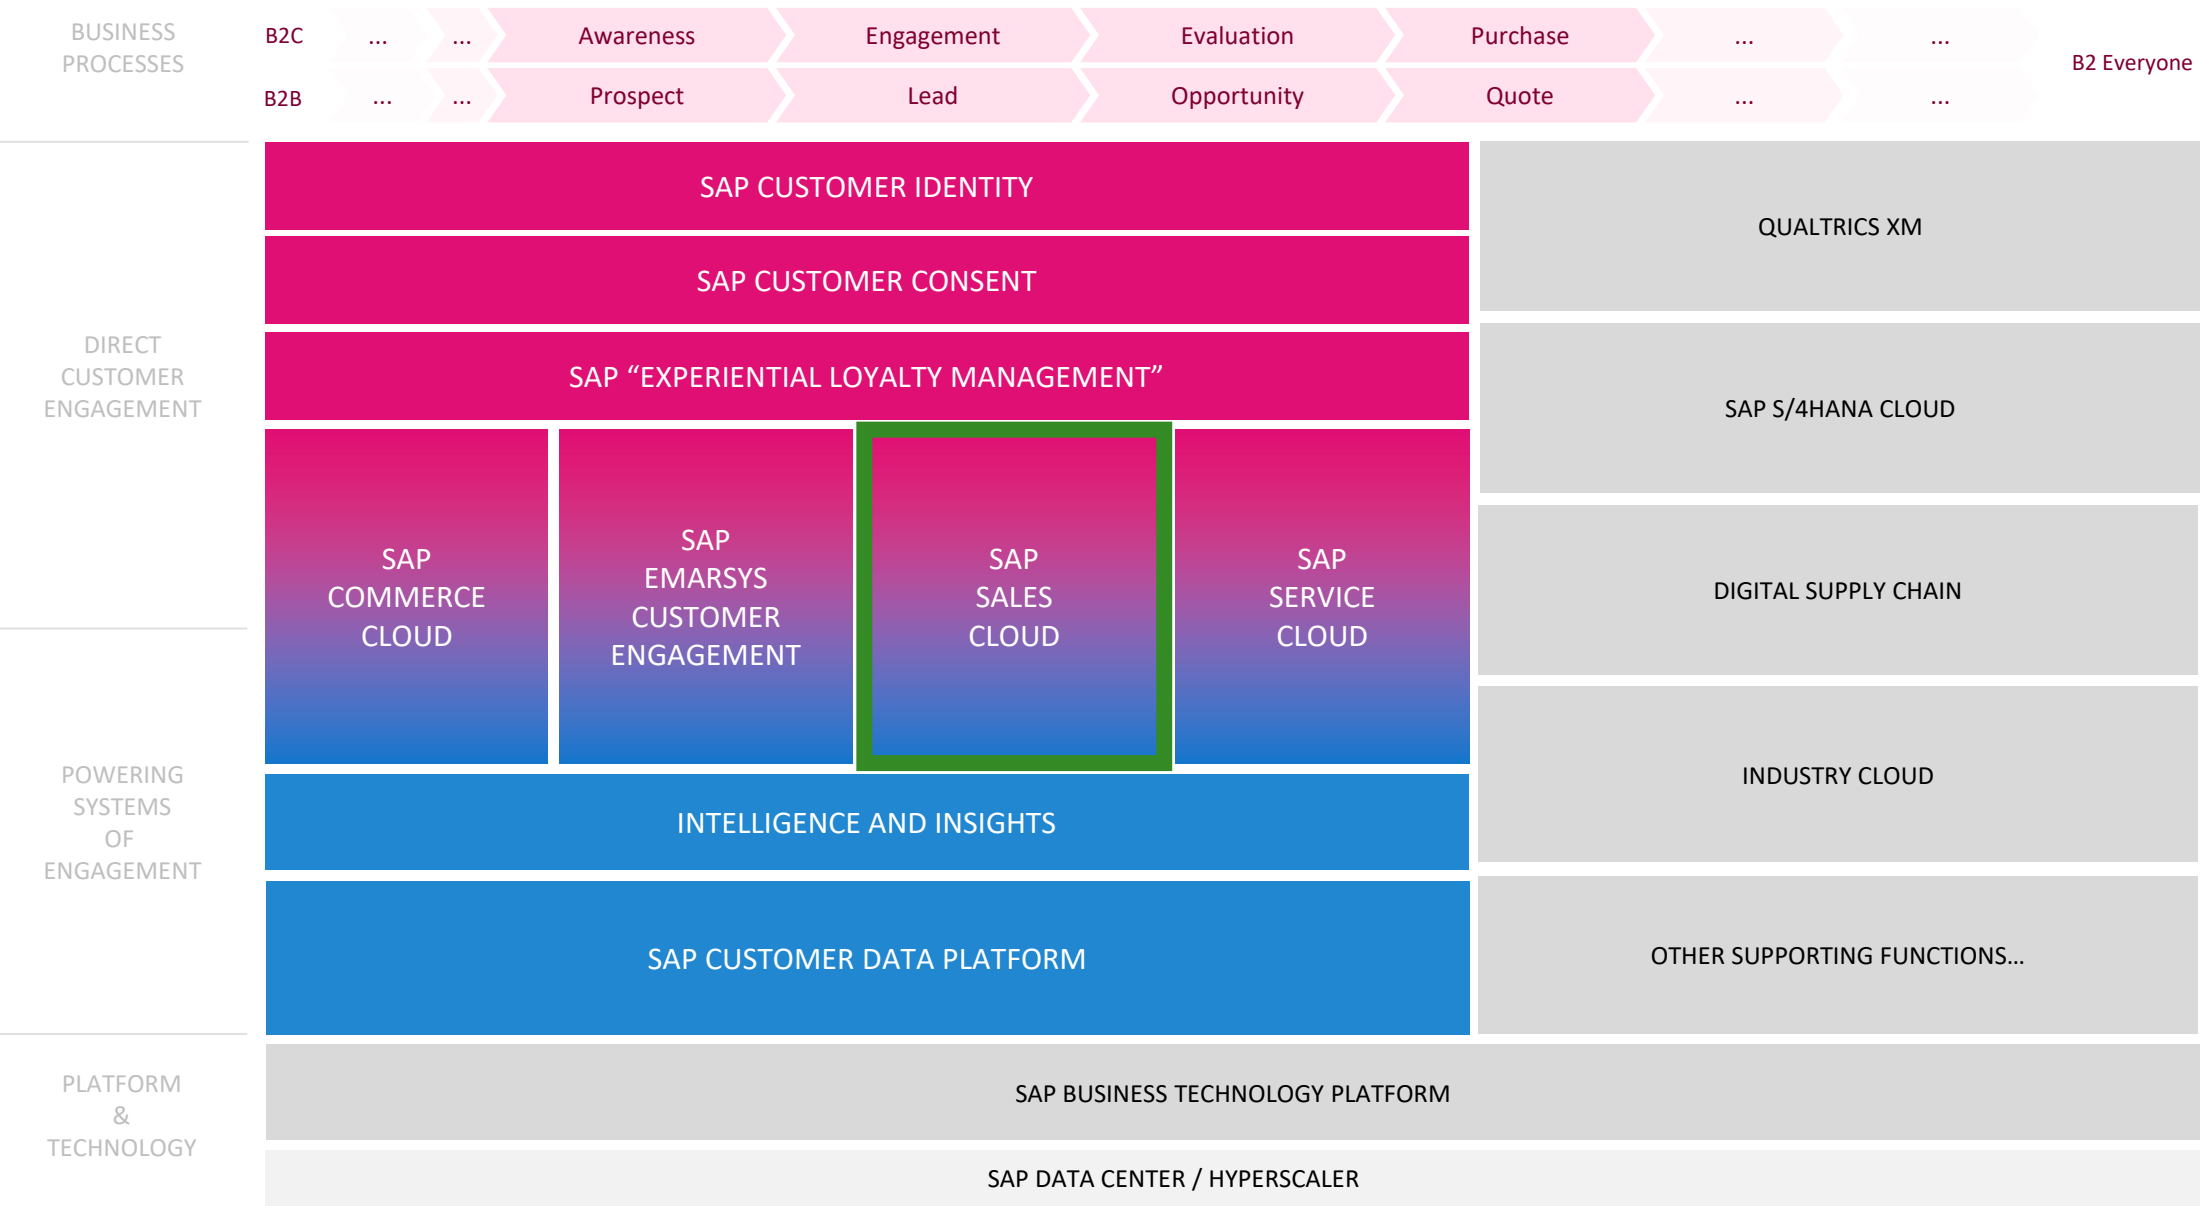 BUSINESS
PROCESSES
B2C ... ... Awareness Engagement Evaluation Purchase ... ...
B2B ... ... Prospect Lead Opportunity Quote ... ...
B2 Everyone
DIRECT
CUSTOMER
ENGAGEMENT
SAP CUSTOMER IDENTITY
SAP CUSTOMER CONSENT
SAP “EXPERIENTIAL LOYALTY MANAGEMENT”
SAP
COMMERCE
CLOUD
SAP
EMARSYS
CUSTOMER
ENGAGEMENT
SAP
SALES
CLOUD
SAP
SERVICE
CLOUD
QUALTRICS XM
SAP S/4HANA CLOUD
DIGITAL SUPPLY CHAIN
INDUSTRY CLOUD
OTHER SUPPORTING FUNCTIONS...
POWERING
SYSTEMS
OF
ENGAGEMENT
INTELLIGENCE AND INSIGHTS
SAP CUSTOMER DATA PLATFORM
PLATFORM
&
TECHNOLOGY
SAP BUSINESS TECHNOLOGY PLATFORM
SAP DATA CENTER / HYPERSCALER